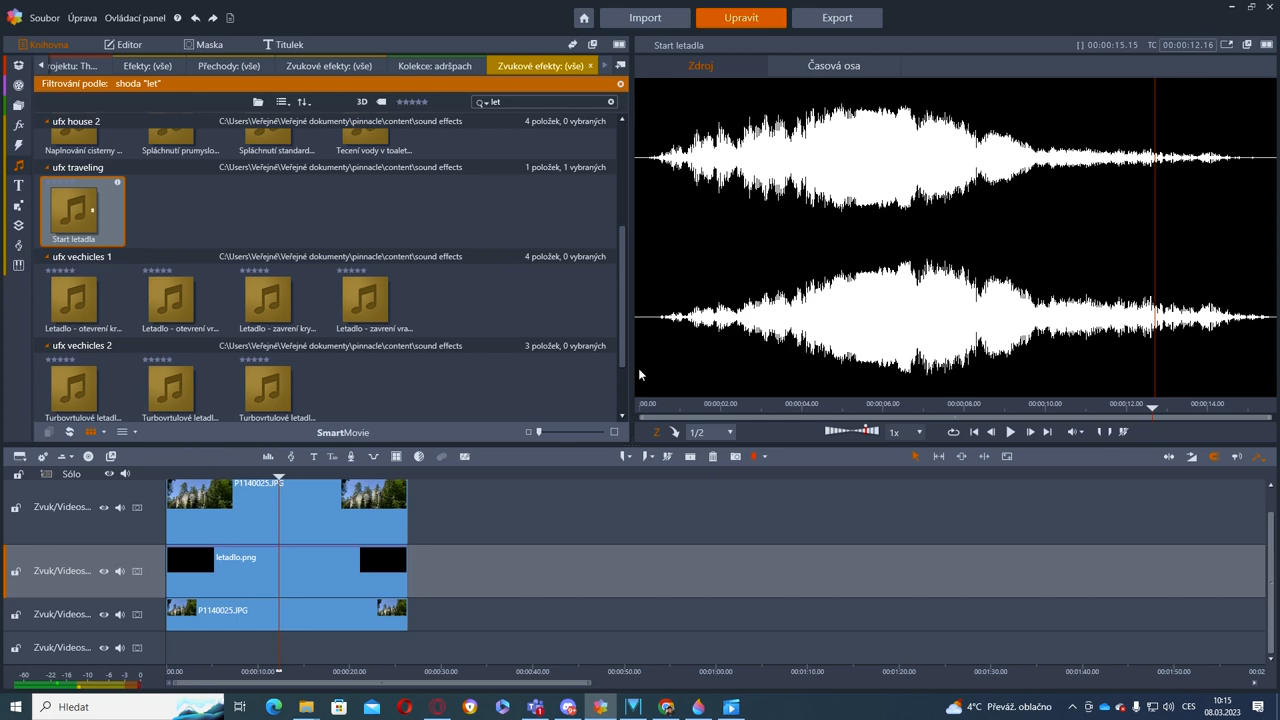 Soubor Úprava Ovládací panel
Import Upravit Export
Knihovna Editor Maska Titulek
Start letadla [] 00:00:15.15 TC 00:00:12.16
rojektu: Th... Efekty: (vše) Přechody: (vše) Zvukové efekty: (vše) Kolekce: adršpach Zvukové efekty: (vše) x
Zdroj Časová osa
Filtrování podle: shoda "let"
3D let
ufx house 2 C:\Users\Veřejné\Veřejné dokumenty\pinnacle\content\sound effects 4 položek, 0 vybraných
Naplnování cisterny ... Spláchnutí prumyslo... Spláchnutí standard... Tecení vody v toalet...
ufx traveling C:\Users\Veřejné\Veřejné dokumenty\pinnacle\content\sound effects 1 položek, 1 vybraných
Start letadla
ufx vechicles 1 C:\Users\Veřejné\Veřejné dokumenty\pinnacle\content\sound effects 4 položek, 0 vybraných
Letadlo - otevrení kr... Letadlo - otevrení vr... Letadlo - zavrení kry... Letadlo - zavrení vra...
ufx vechicles 2 C:\Users\Veřejné\Veřejné dokumenty\pinnacle\content\sound effects 3 položek, 0 vybraných
Turbovrtulové letadl... Turbovrtulové letadl... Turbovrtulové letadl...
:00.00 00:00:02.00 00:00:04.00 00:00:06.00 00:00:08.00 00:00:10.00 00:00:12.00 00:00:14.00
SmartMovie
Z 1/2 1x
Sólo
Zvuk/Videos... P1140025.JPG
Zvuk/Videos... letadlo.png
Zvuk/Videos... P1140025.JPG
Zvuk/Videos...
:00.00 00:00:10.00 00:00:20.00 00:00:30.00 00:00:40.00 00:00:50.00 00:01:00.00 00:01:10.00 00:01:20.00 00:01:30.00 00:01:40.00 00:01:50.00 00:02
-60 -22 -16 -10 -6 -3 0
Hledat 4°C Převáž. oblačno CES 10:15
08.03.2023